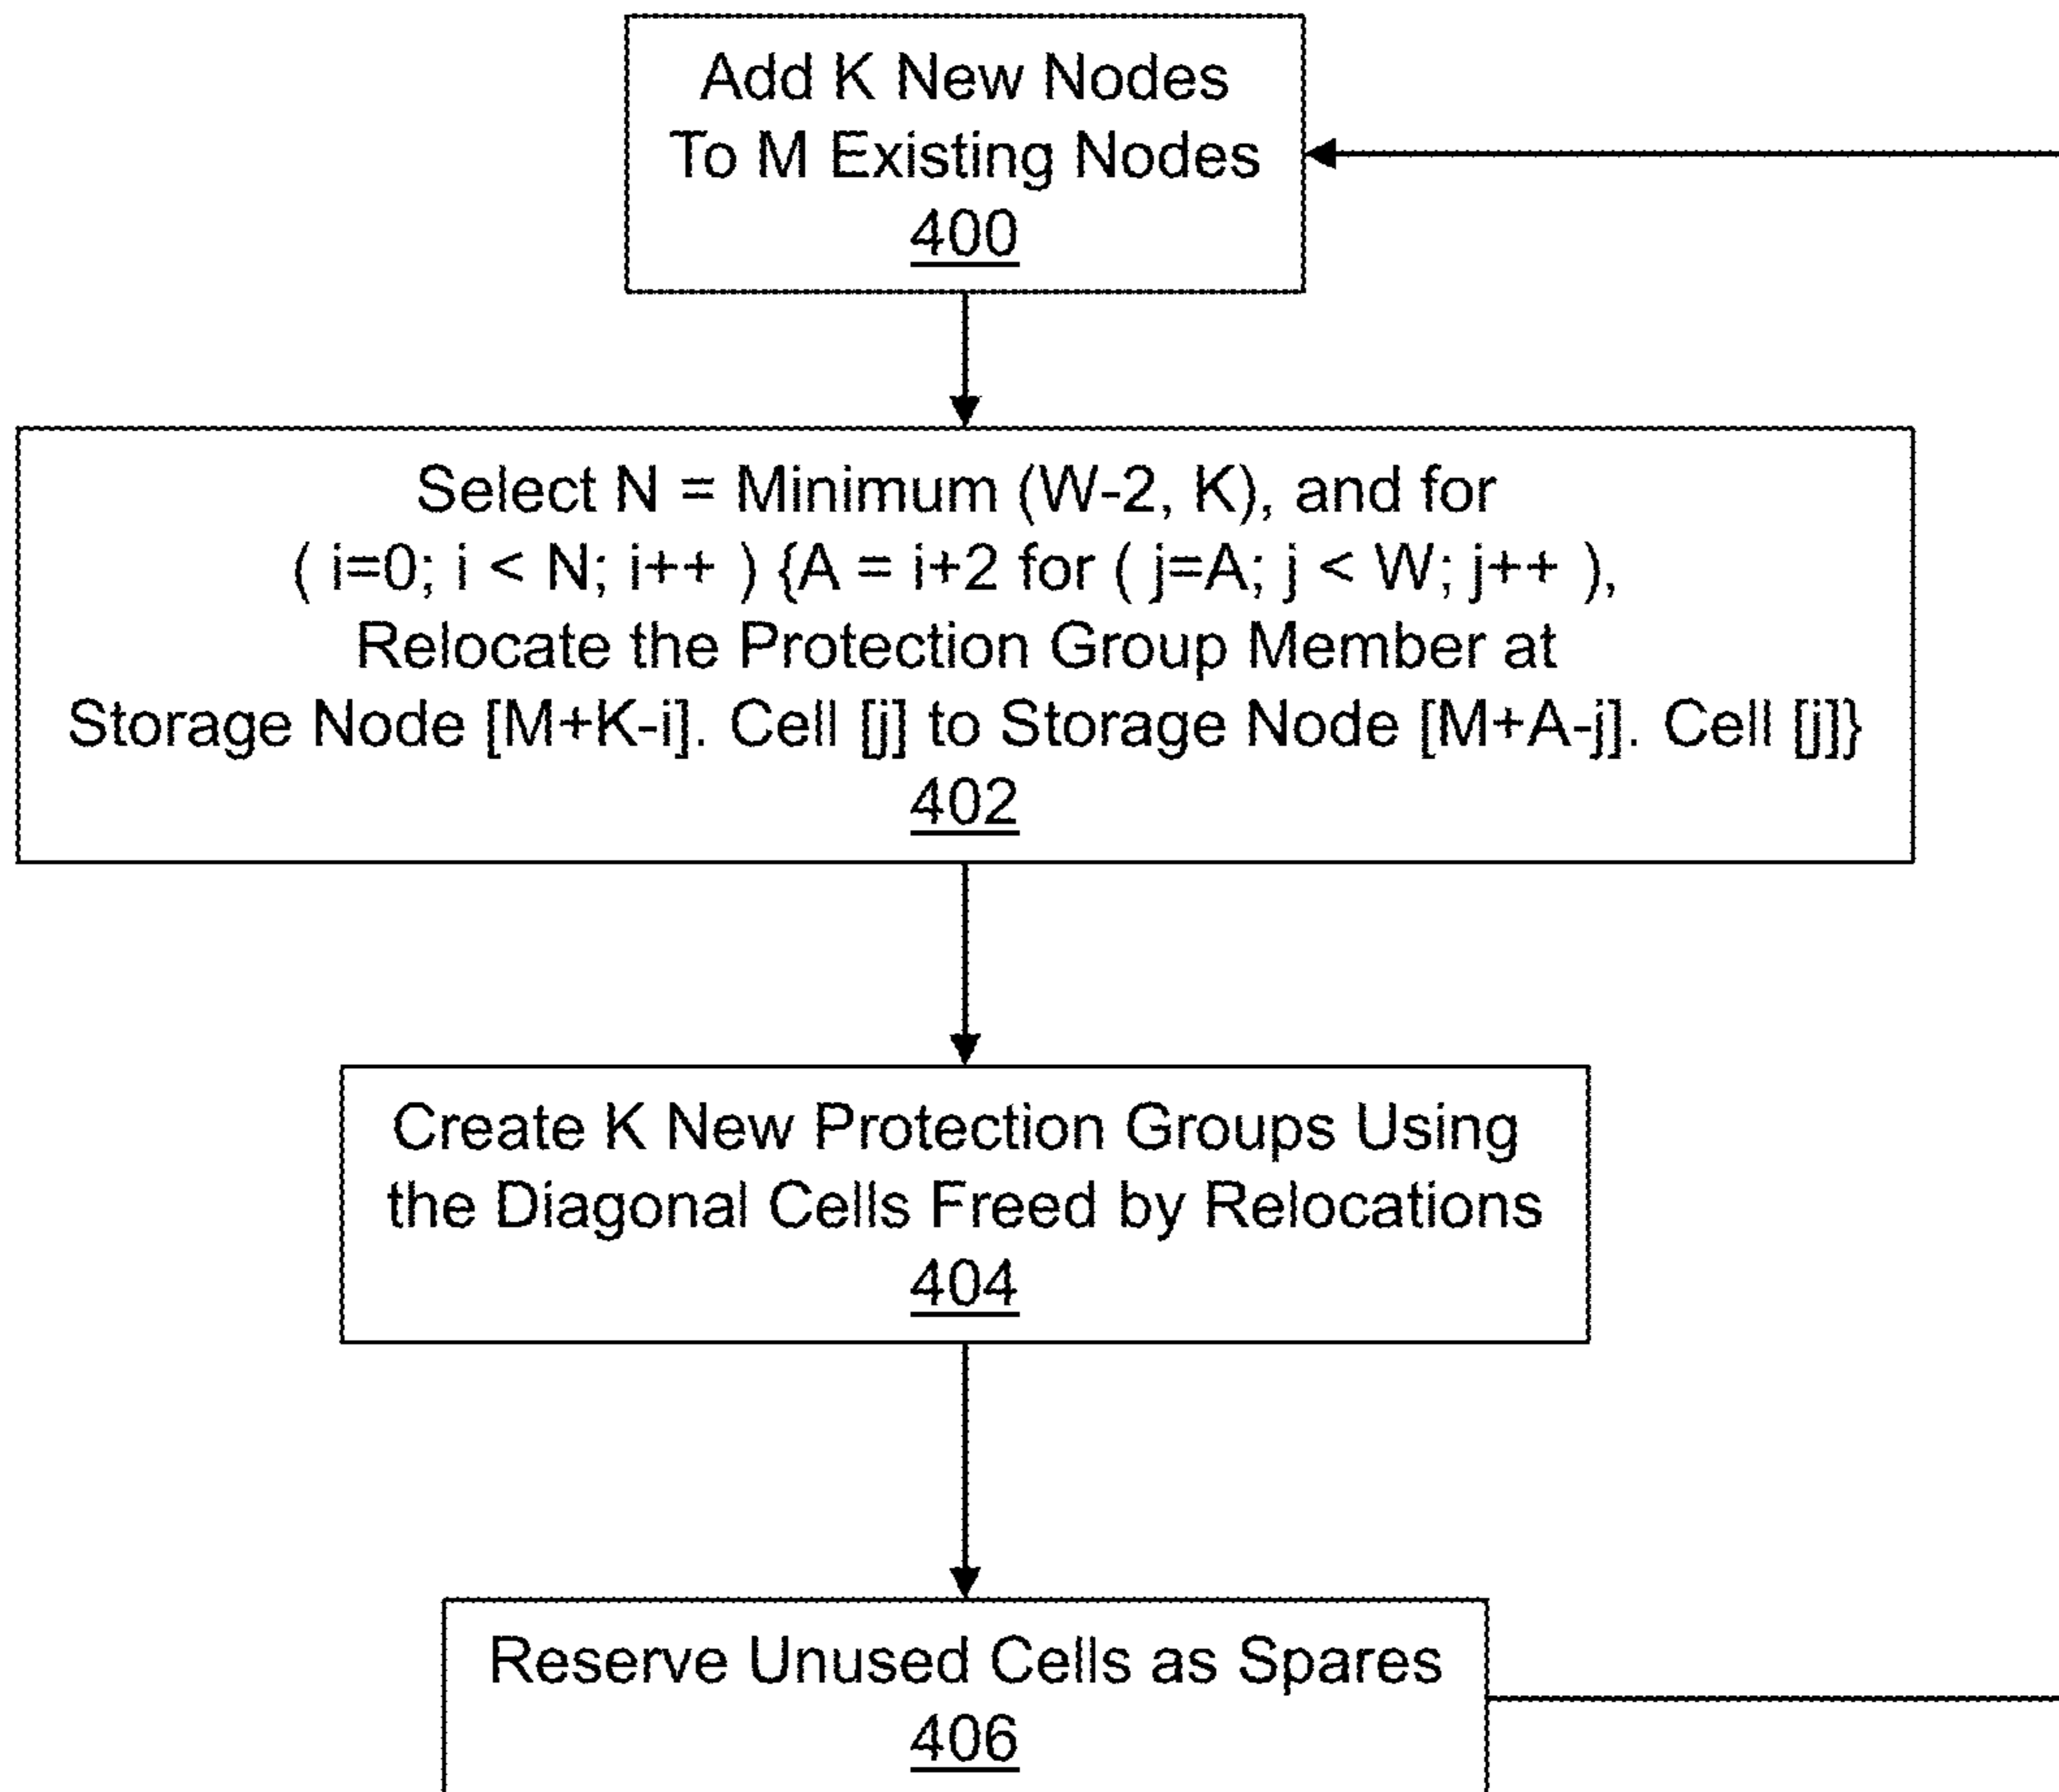 Add K New Nodes
To M Existing Nodes
400
Select N = Minimum (W-2, K), and for
( i=0; i < N; i++ ) {A = i+2 for ( j=A; j < W; j++ ),
Relocate the Protection Group Member at
Storage Node [M+K-i]. Cell [j] to Storage Node [M+A-j]. Cell [j]}
402
Create K New Protection Groups Using
the Diagonal Cells Freed by Relocations
404
Reserve Unused Cells as Spares
406